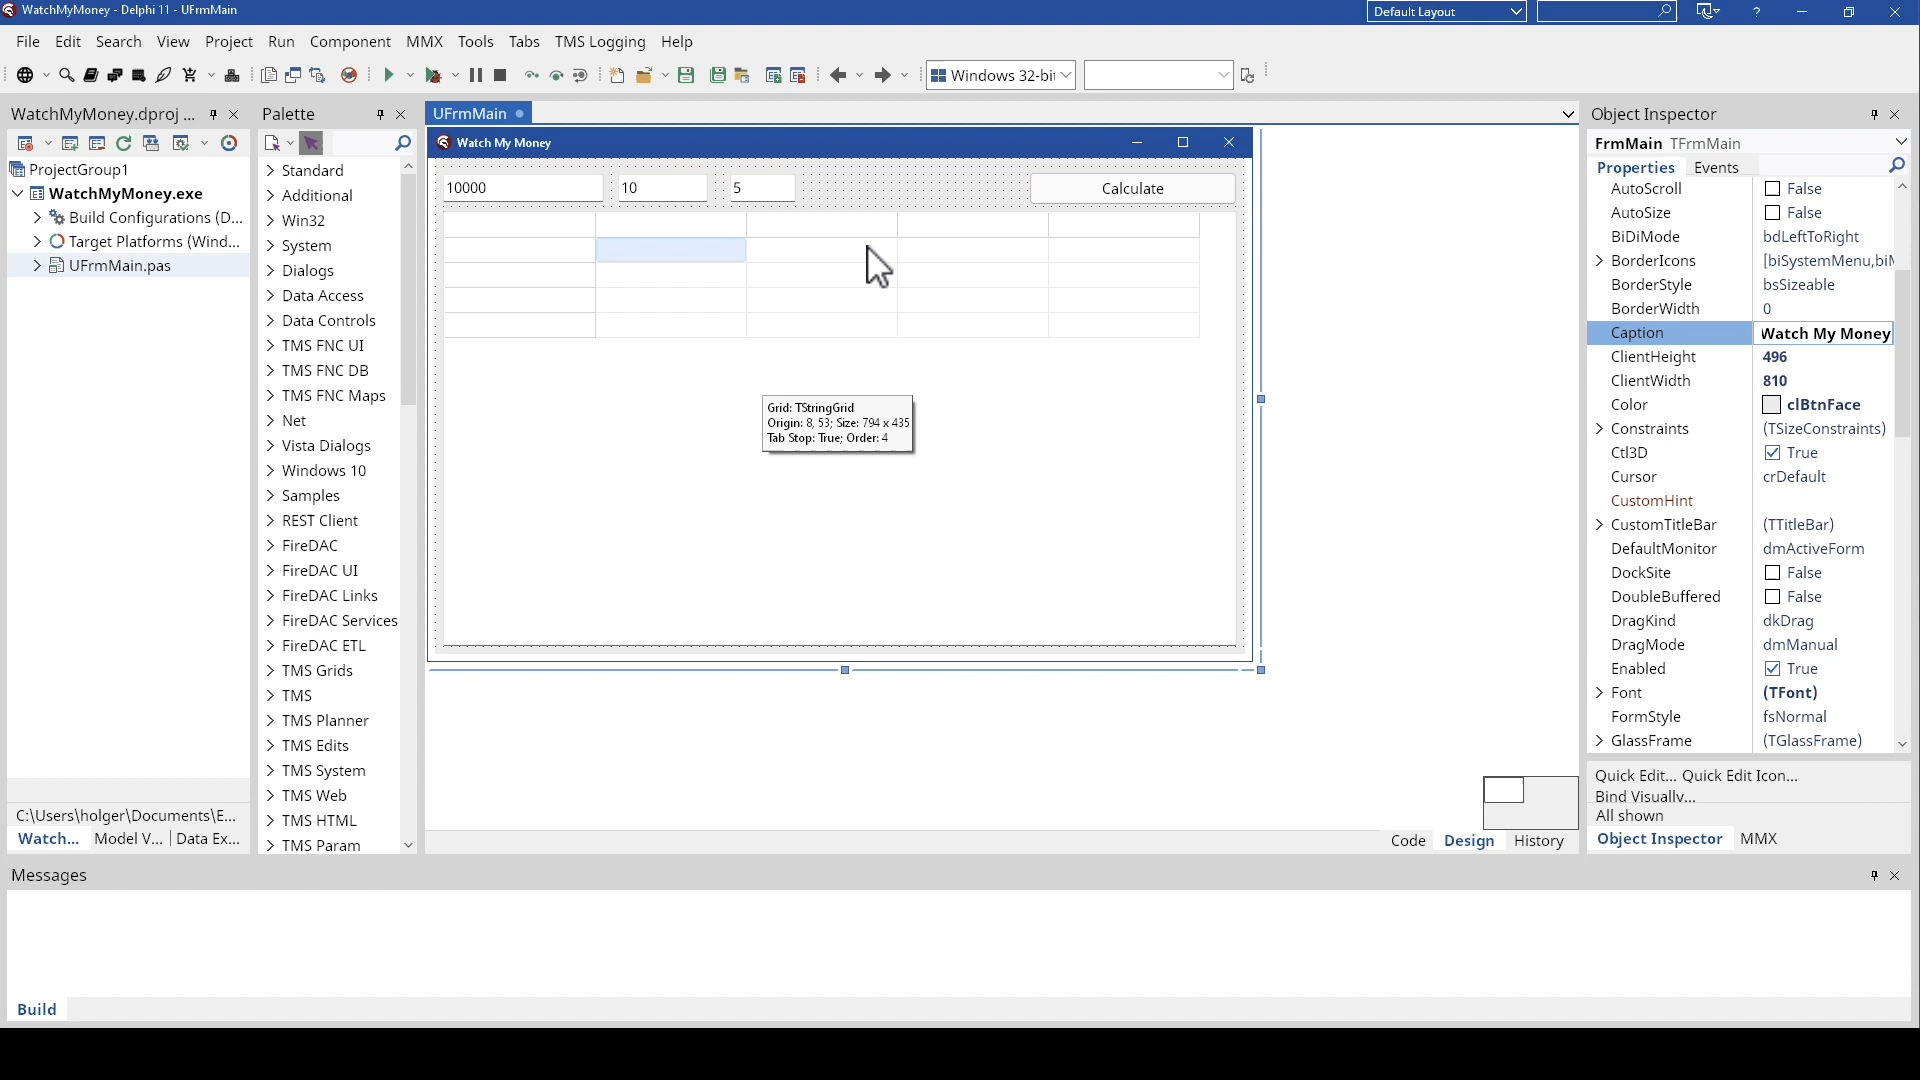 WatchMyMoney - Delphi 11 - UFrmMain
Default Layout
?
File Edit Search View Project Run Component MMX Tools Tabs TMS Logging Help
Windows 32-bit
WatchMyMoney.dproj ...
ProjectGroup1
WatchMyMoney.exe
Build Configurations (D...
Target Platforms (Wind...
UFrmMain.pas
C:\Users\holger\Documents\E...
Watch... Model V... Data Ex...
Palette
Standard
Additional
Win32
System
Dialogs
Data Access
Data Controls
TMS FNC UI
TMS FNC DB
TMS FNC Maps
Net
Vista Dialogs
Windows 10
Samples
REST Client
FireDAC
FireDAC UI
FireDAC Links
FireDAC Services
FireDAC ETL
TMS Grids
TMS
TMS Planner
TMS Edits
TMS System
TMS Web
TMS HTML
TMS Param
UFrmMain
Watch My Money
10000 10 5 Calculate
Grid: TStringGrid
Origin: 8, 53; Size: 794 x 435
Tab Stop: True; Order: 4
Code Design History
Object Inspector
FrmMain TFrmMain
Properties Events
AutoScroll False
AutoSize False
BiDiMode bdLeftToRight
BorderIcons [biSystemMenu,biM
BorderStyle bsSizeable
BorderWidth 0
Caption Watch My Money
ClientHeight 496
ClientWidth 810
Color clBtnFace
Constraints (TSizeConstraints)
Ctl3D True
Cursor crDefault
CustomHint
CustomTitleBar (TTitleBar)
DefaultMonitor dmActiveForm
DockSite False
DoubleBuffered False
DragKind dkDrag
DragMode dmManual
Enabled True
Font (TFont)
FormStyle fsNormal
GlassFrame (TGlassFrame)
Quick Edit... Quick Edit Icon...
Bind Visually...
All shown
Object Inspector MMX
Messages
Build